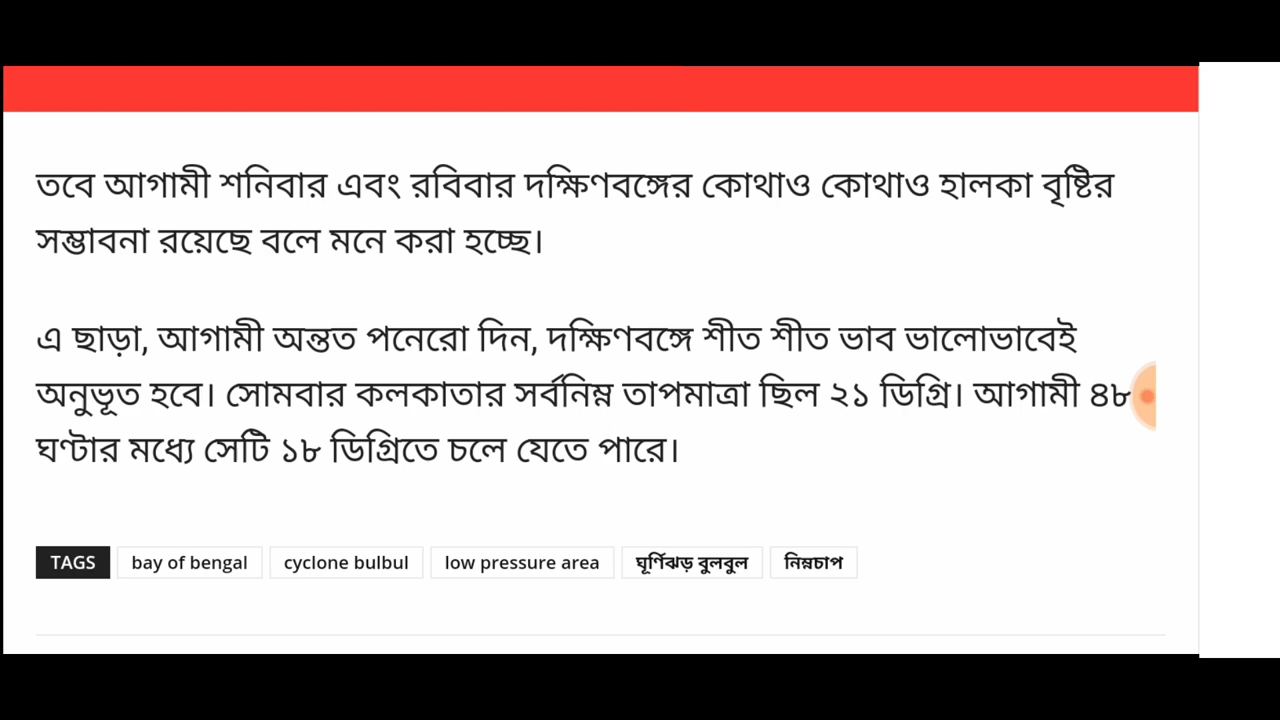 তবে আগামী শনিবার এবং রবিবার দক্ষিণবঙ্গের কোথাও কোথাও হালকা বৃষ্টির
সম্ভাবনা রয়েছে বলে মনে করা হচ্ছে।
এ ছাড়া, আগামী অন্তত পনেরো দিন, দক্ষিণবঙ্গে শীত শীত ভাব ভালোভাবেই
অনুভূত হবে। সোমবার কলকাতার সর্বনিম্ন তাপমাত্রা ছিল ২১ ডিগ্রি। আগামী ৪৮
ঘণ্টার মধ্যে সেটি ১৮ ডিগ্রিতে চলে যেতে পারে।
TAGS bay of bengal cyclone bulbul low pressure area ঘূর্ণিঝড় বুলবুল নিম্নচাপ